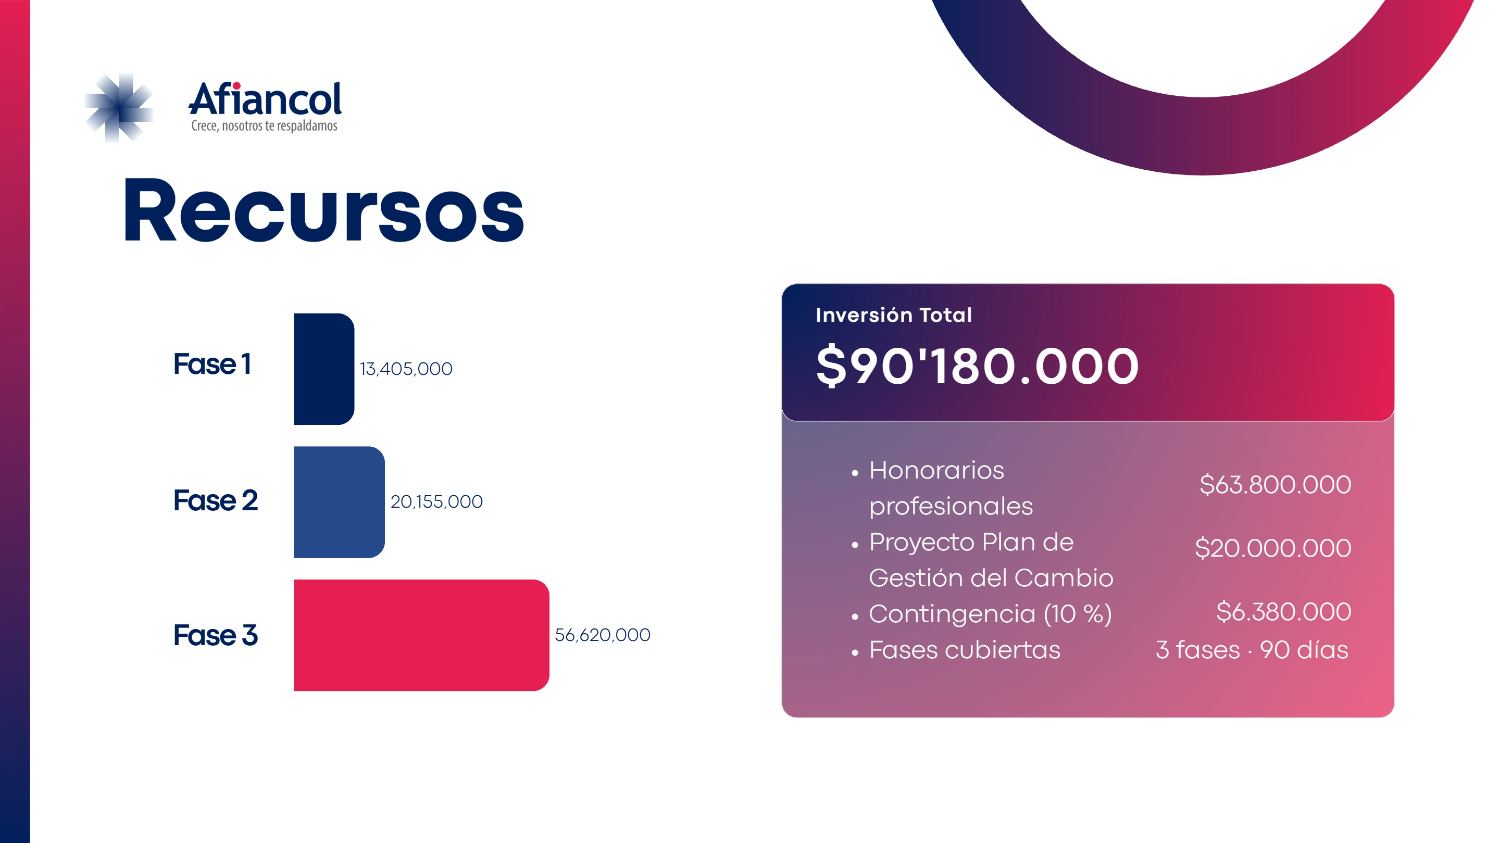 Afiancol
Crece, nosotros te respaldamos
Recursos
Fase 1
13,405,000
Fase 2
20,155,000
Fase 3
56,620,000
Inversión Total
$90'180.000
• Honorarios
profesionales
$63.800.000
• Proyecto Plan de
Gestión del Cambio
$20.000.000
• Contingencia (10 %)
$6.380.000
• Fases cubiertas
3 fases · 90 días